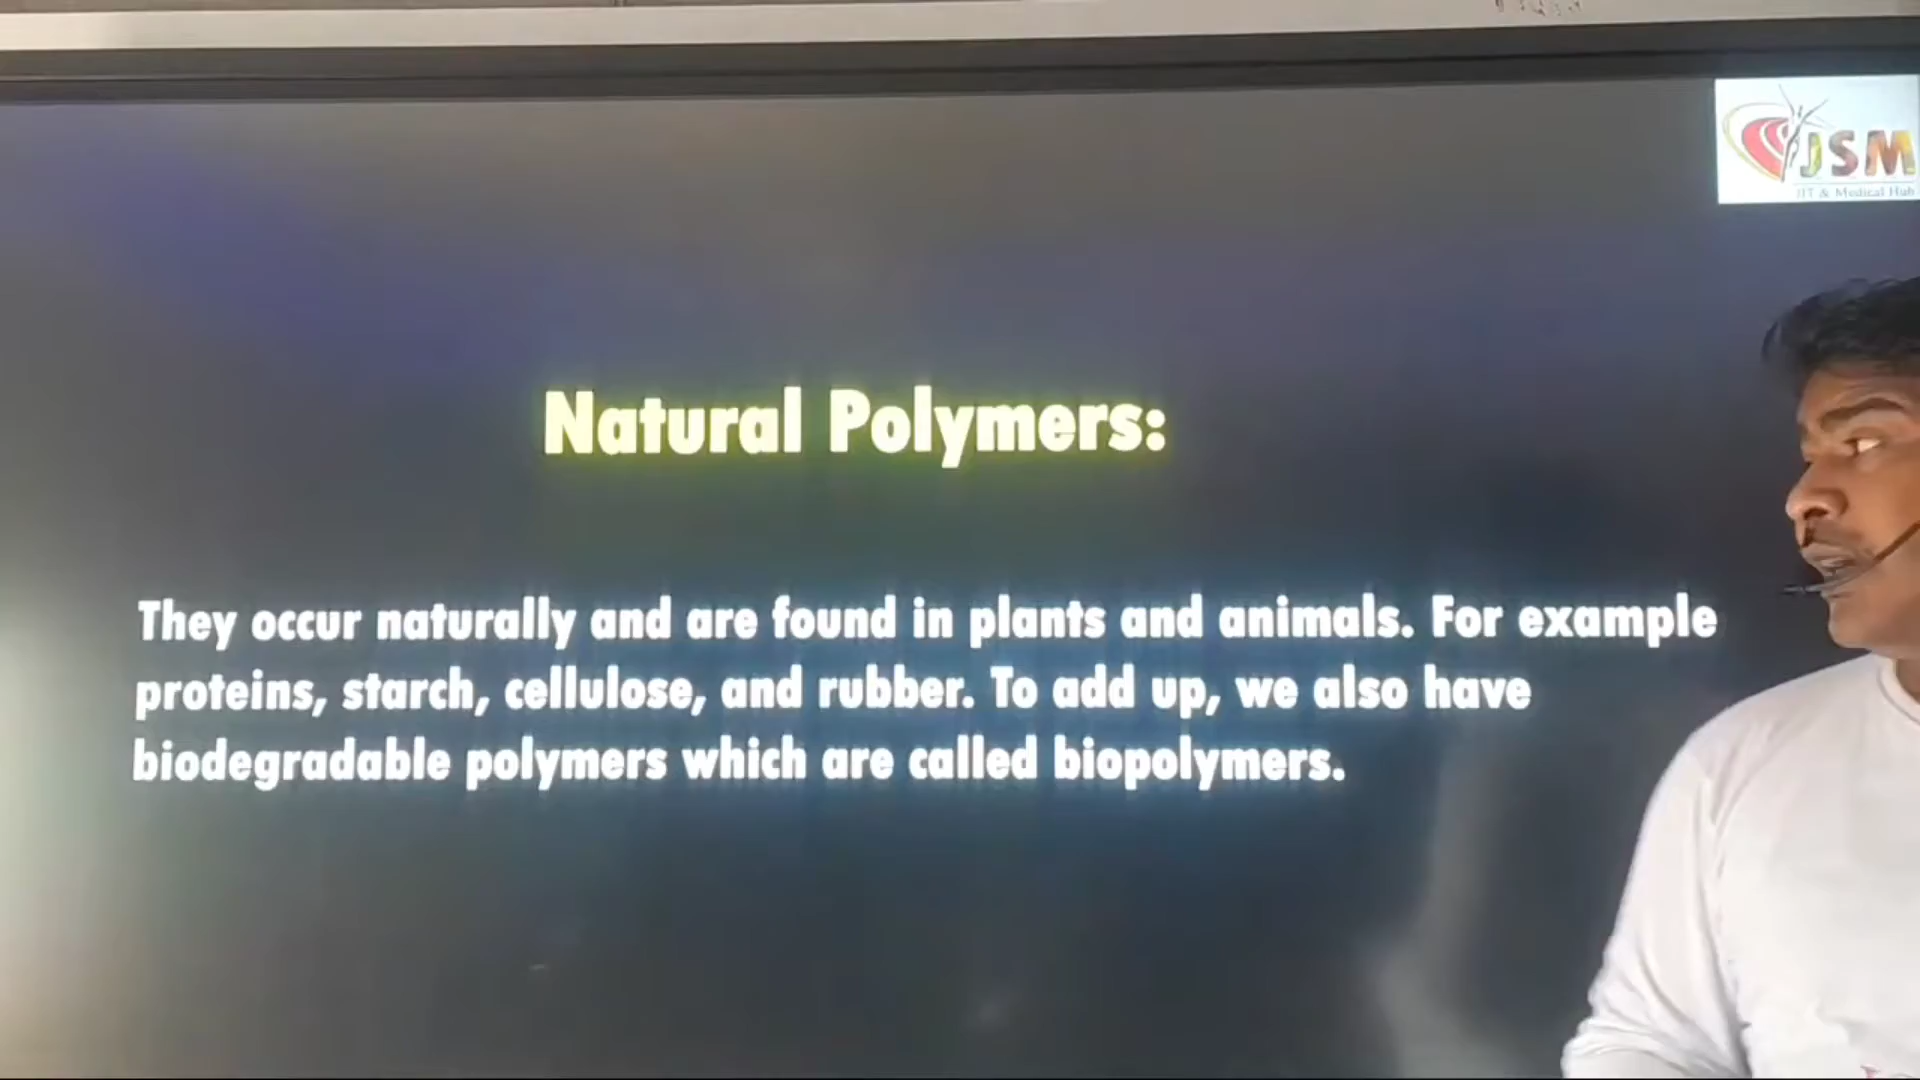 JSM
IIT & Medical Hub
Natural Polymers:
They occur naturally and are found in plants and animals. For example
proteins, starch, cellulose, and rubber. To add up, we also have
biodegradable polymers which are called biopolymers.